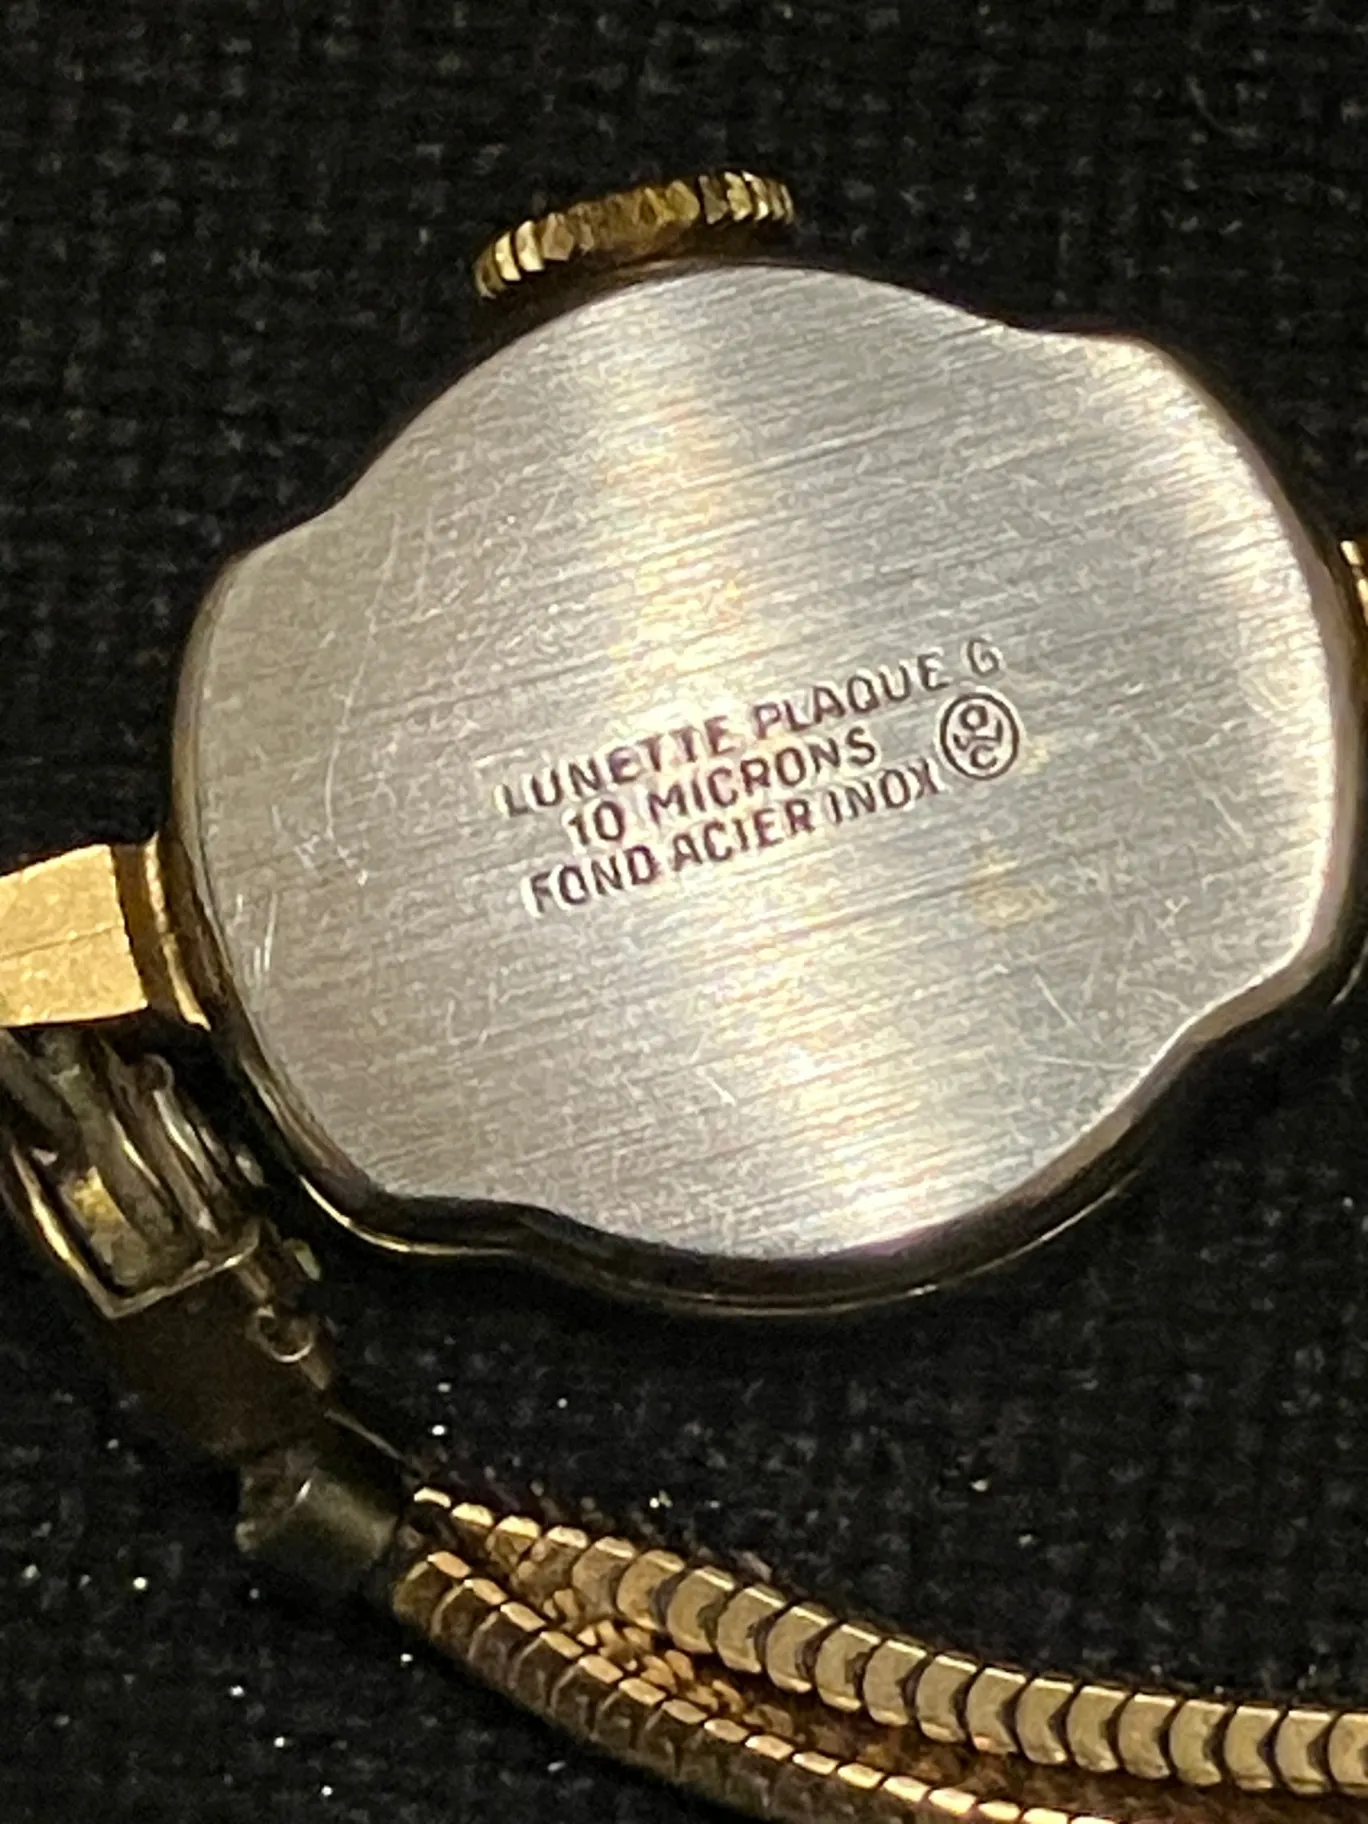 LUNETTE PLAQUE G
10 MICRONS
FOND ACIER INOX